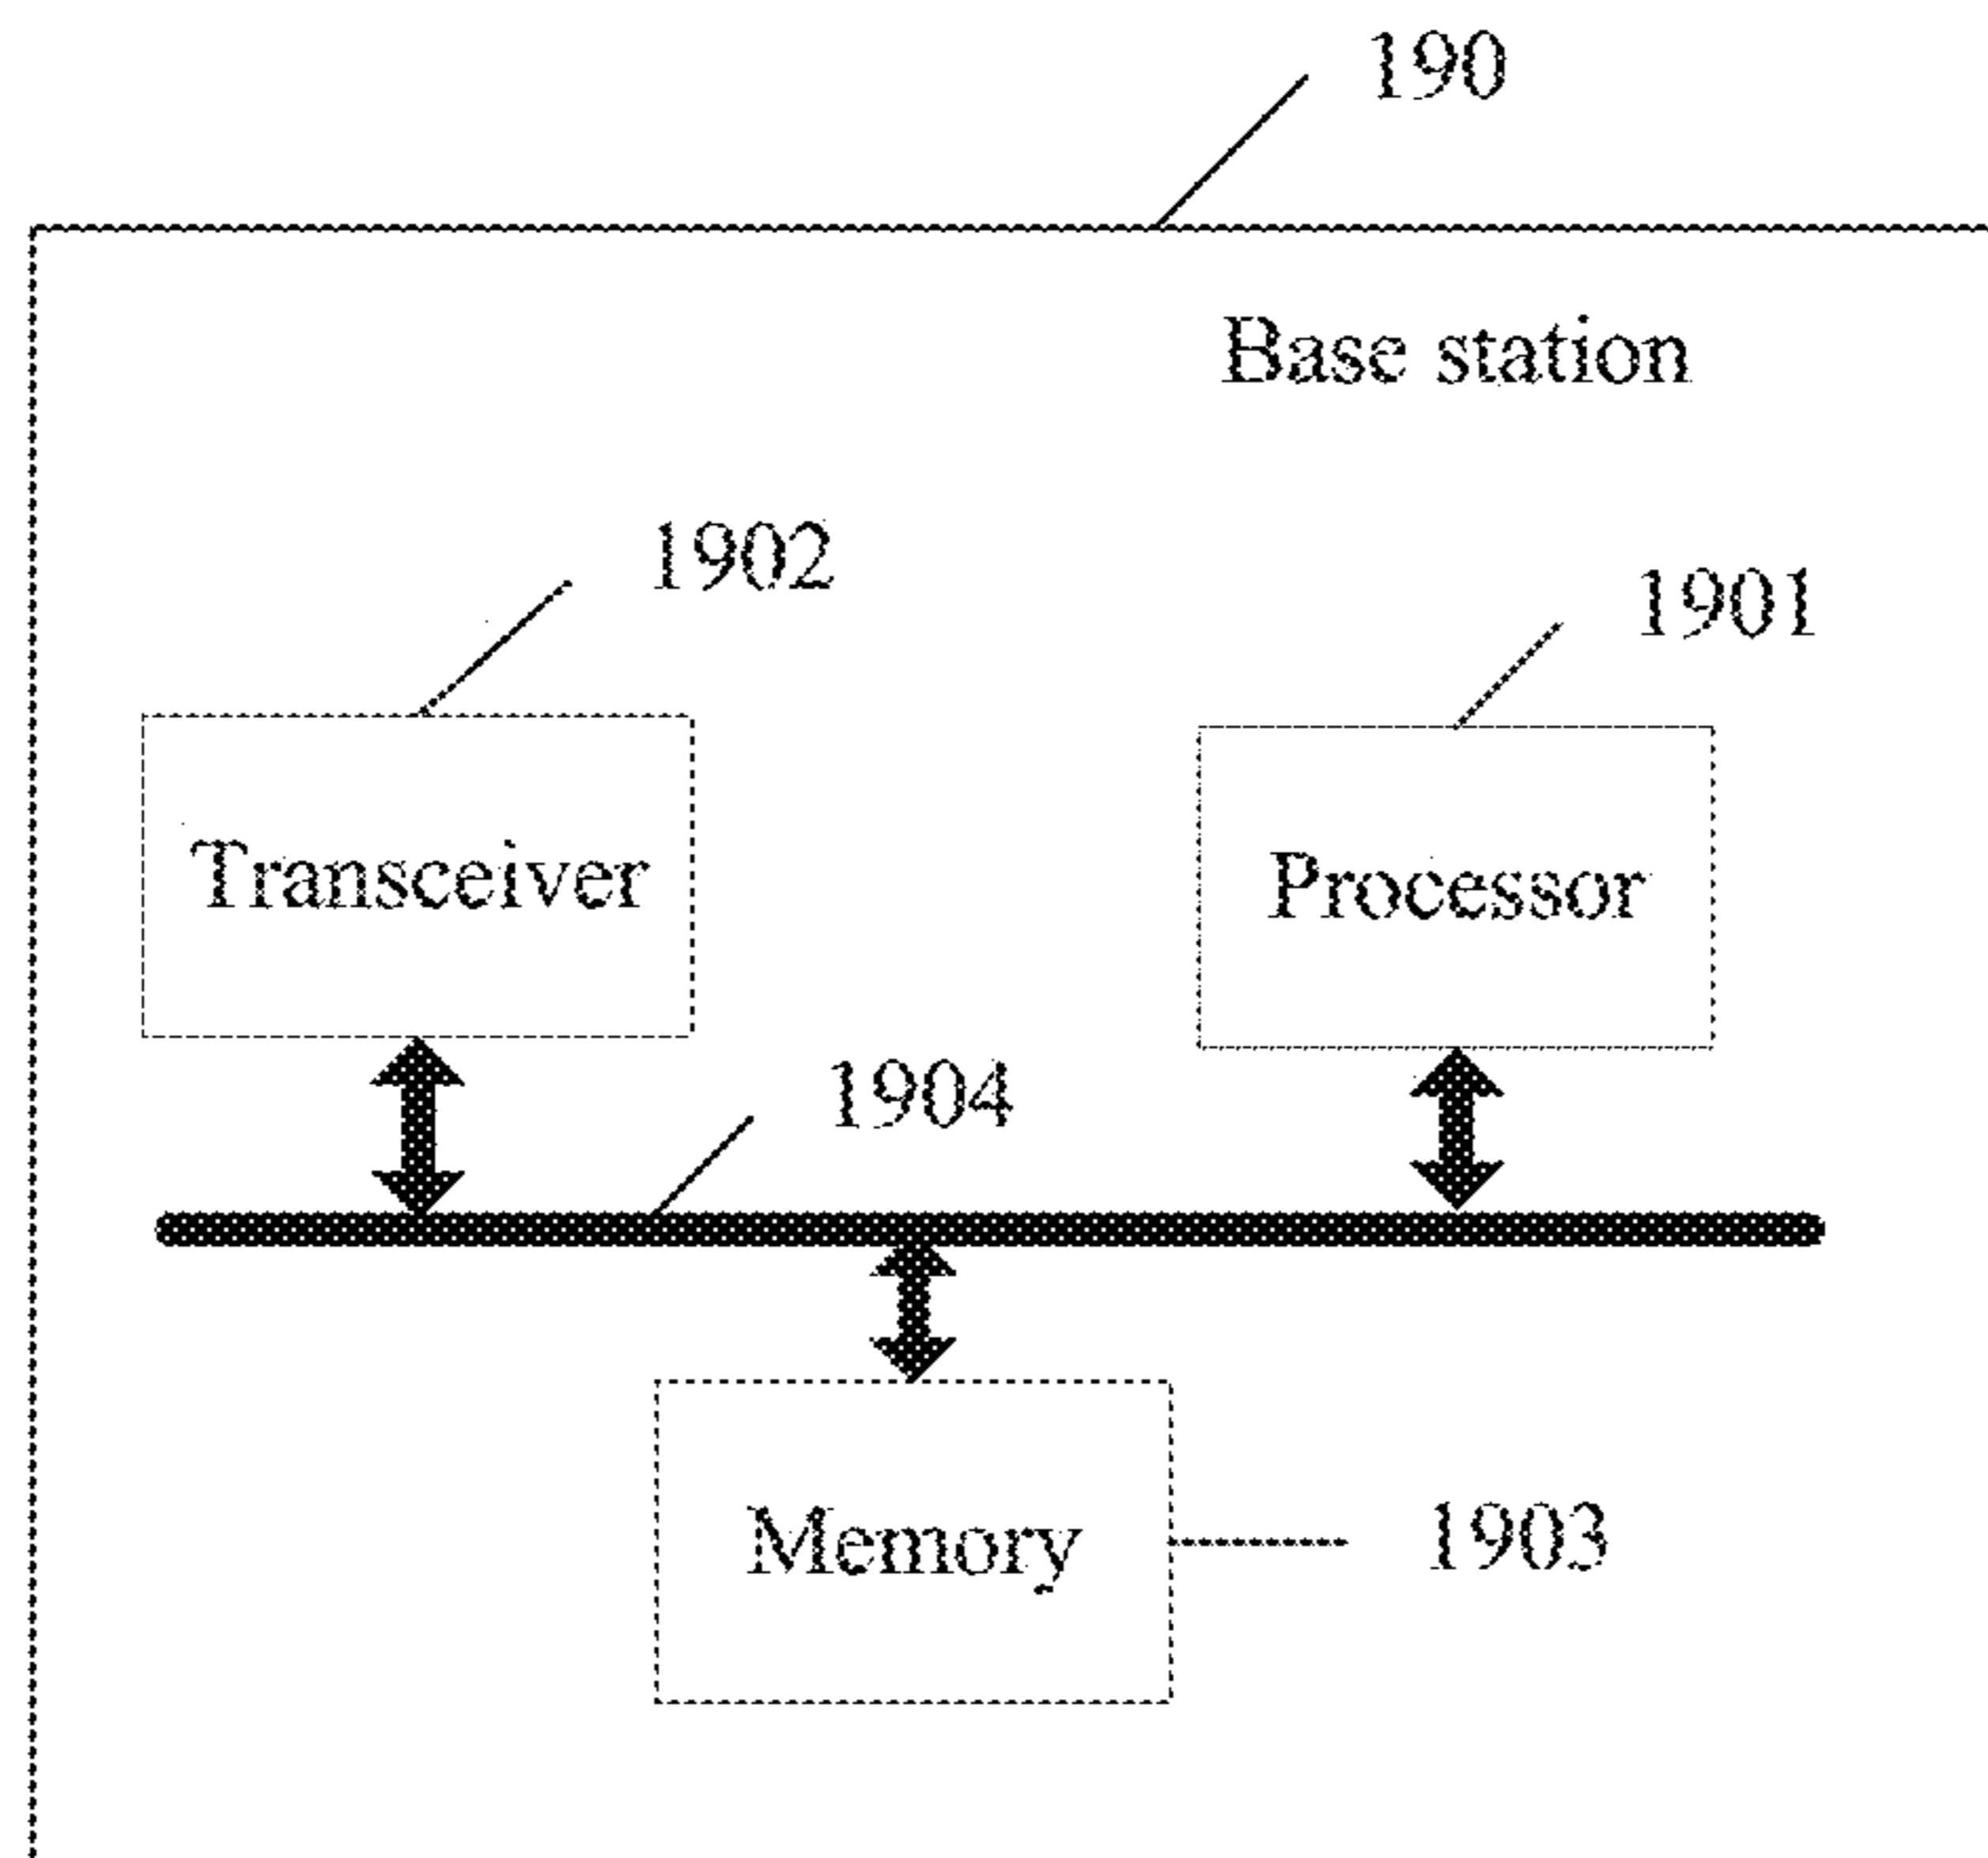 190
Base station
1902
1901
Transceiver
Processor
1904
Memory
1903